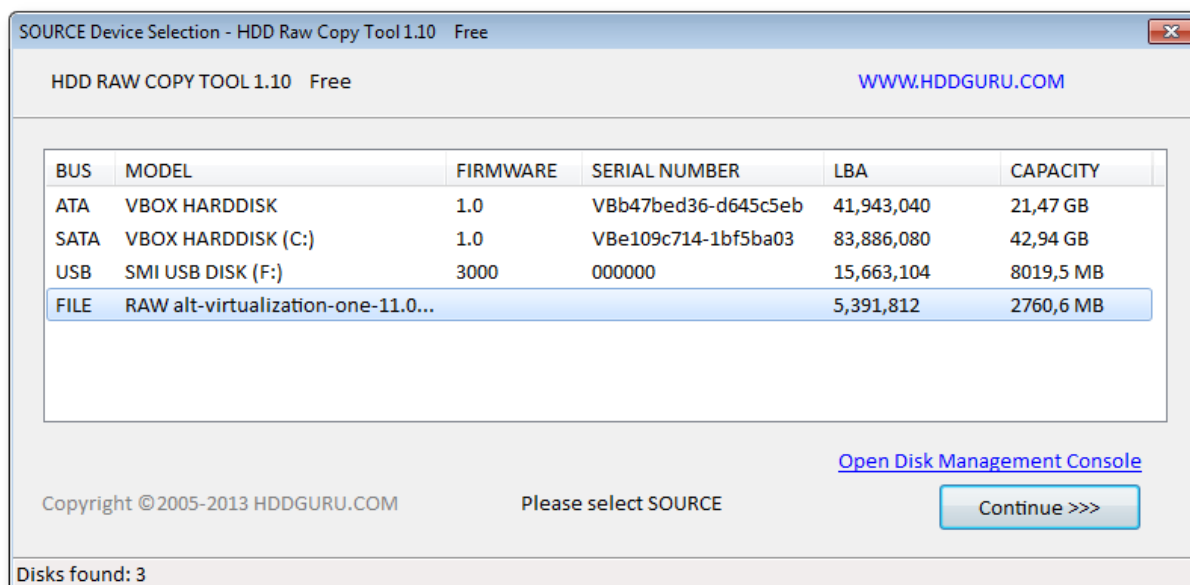 SOURCE Device Selection - HDD Raw Copy Tool 1.10 Free
HDD RAW COPY TOOL 1.10 Free WWW.HDDGURU.COM
BUS MODEL FIRMWARE SERIAL NUMBER LBA CAPACITY
ATA VBOX HARDDISK 1.0 VBb47bed36-d645c5eb 41,943,040 21,47 GB
SATA VBOX HARDDISK (C:) 1.0 VBe109c714-1bf5ba03 83,886,080 42,94 GB
USB SMI USB DISK (F:) 3000 000000 15,663,104 8019,5 MB
FILE RAW alt-virtualization-one-11.0... 5,391,812 2760,6 MB
Open Disk Management Console
Copyright ©2005-2013 HDDGURU.COM Please select SOURCE Continue >>>
Disks found: 3